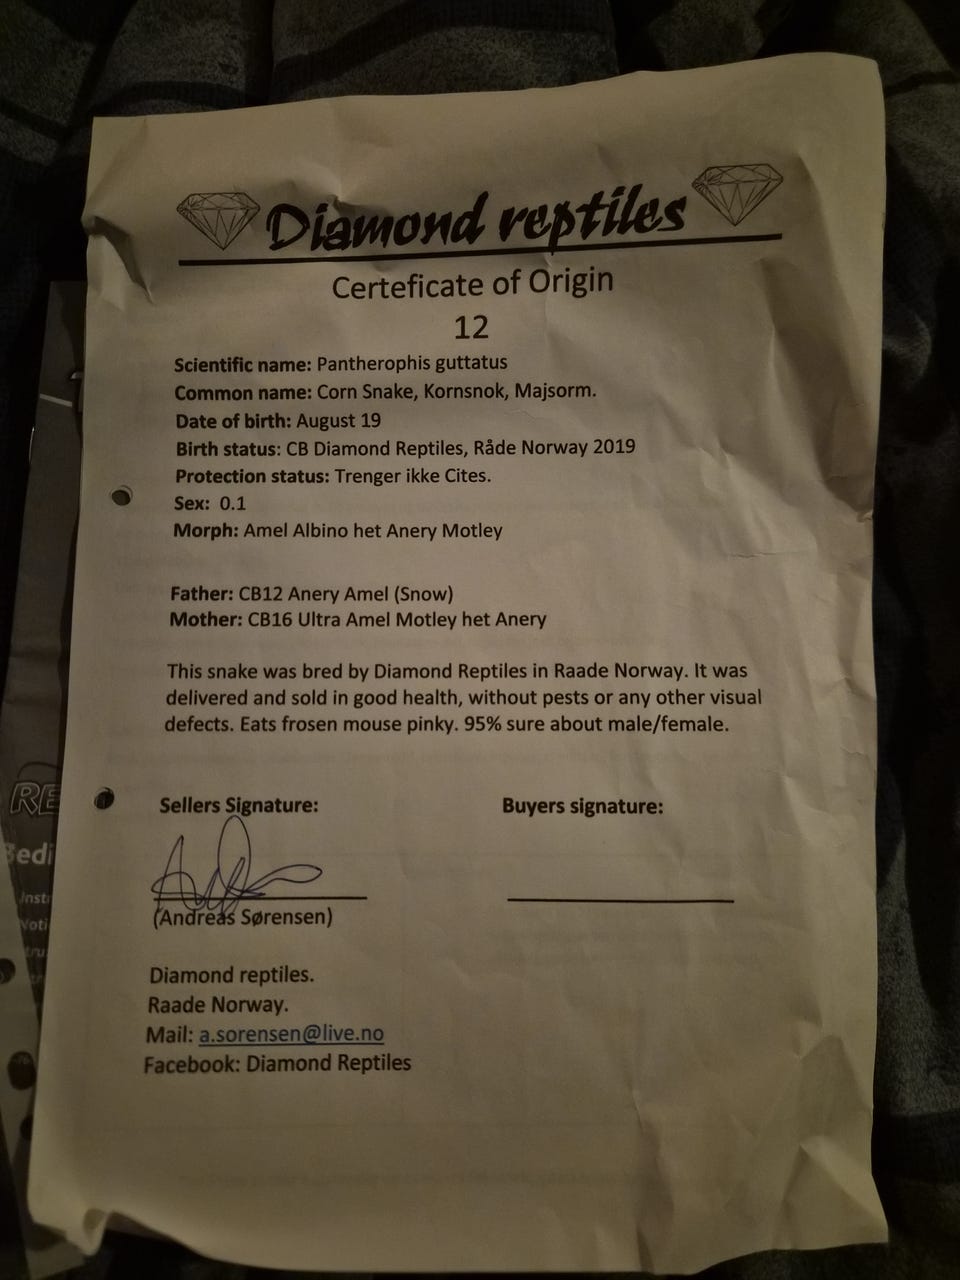 Diamond reptiles
Certeficate of Origin
12
Scientific name: Pantherophis guttatus
Common name: Corn Snake, Kornsnok, Majsorm.
Date of birth: August 19
Birth status: CB Diamond Reptiles, Råde Norway 2019
Protection status: Trenger ikke Cites.
Sex: 0.1
Morph: Amel Albino het Anery Motley
Father: CB12 Anery Amel (Snow)
Mother: CB16 Ultra Amel Motley het Anery
This snake was bred by Diamond Reptiles in Raade Norway. It was
delivered and sold in good health, without pests or any other visual
defects. Eats frozen mouse pinky. 95% sure about male/female.
Sellers Signature: Buyers signature:
(Andreas Sørensen)
Diamond reptiles.
Raade Norway.
Mail: a.sorensen@live.no
Facebook: Diamond Reptiles
RE